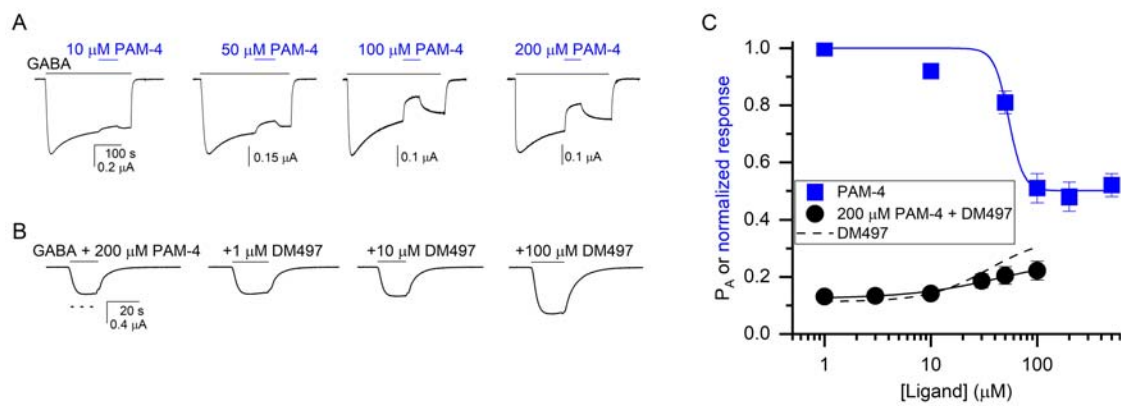 A
10 μM PAM-4 50 μM PAM-4 100 μM PAM-4 200 μM PAM-4
GABA
100 s
0.2 μA
0.15 μA
0.1 μA
0.1 μA
B
GABA + 200 μM PAM-4 +1 μM DM497 +10 μM DM497 +100 μM DM497
20 s
0.4 μA
C
P_A or normalized response
1.0
0.8
0.6
0.4
0.2
0.0
PAM-4
200 μM PAM-4 + DM497
DM497
1 10 100
[Ligand] (μM)